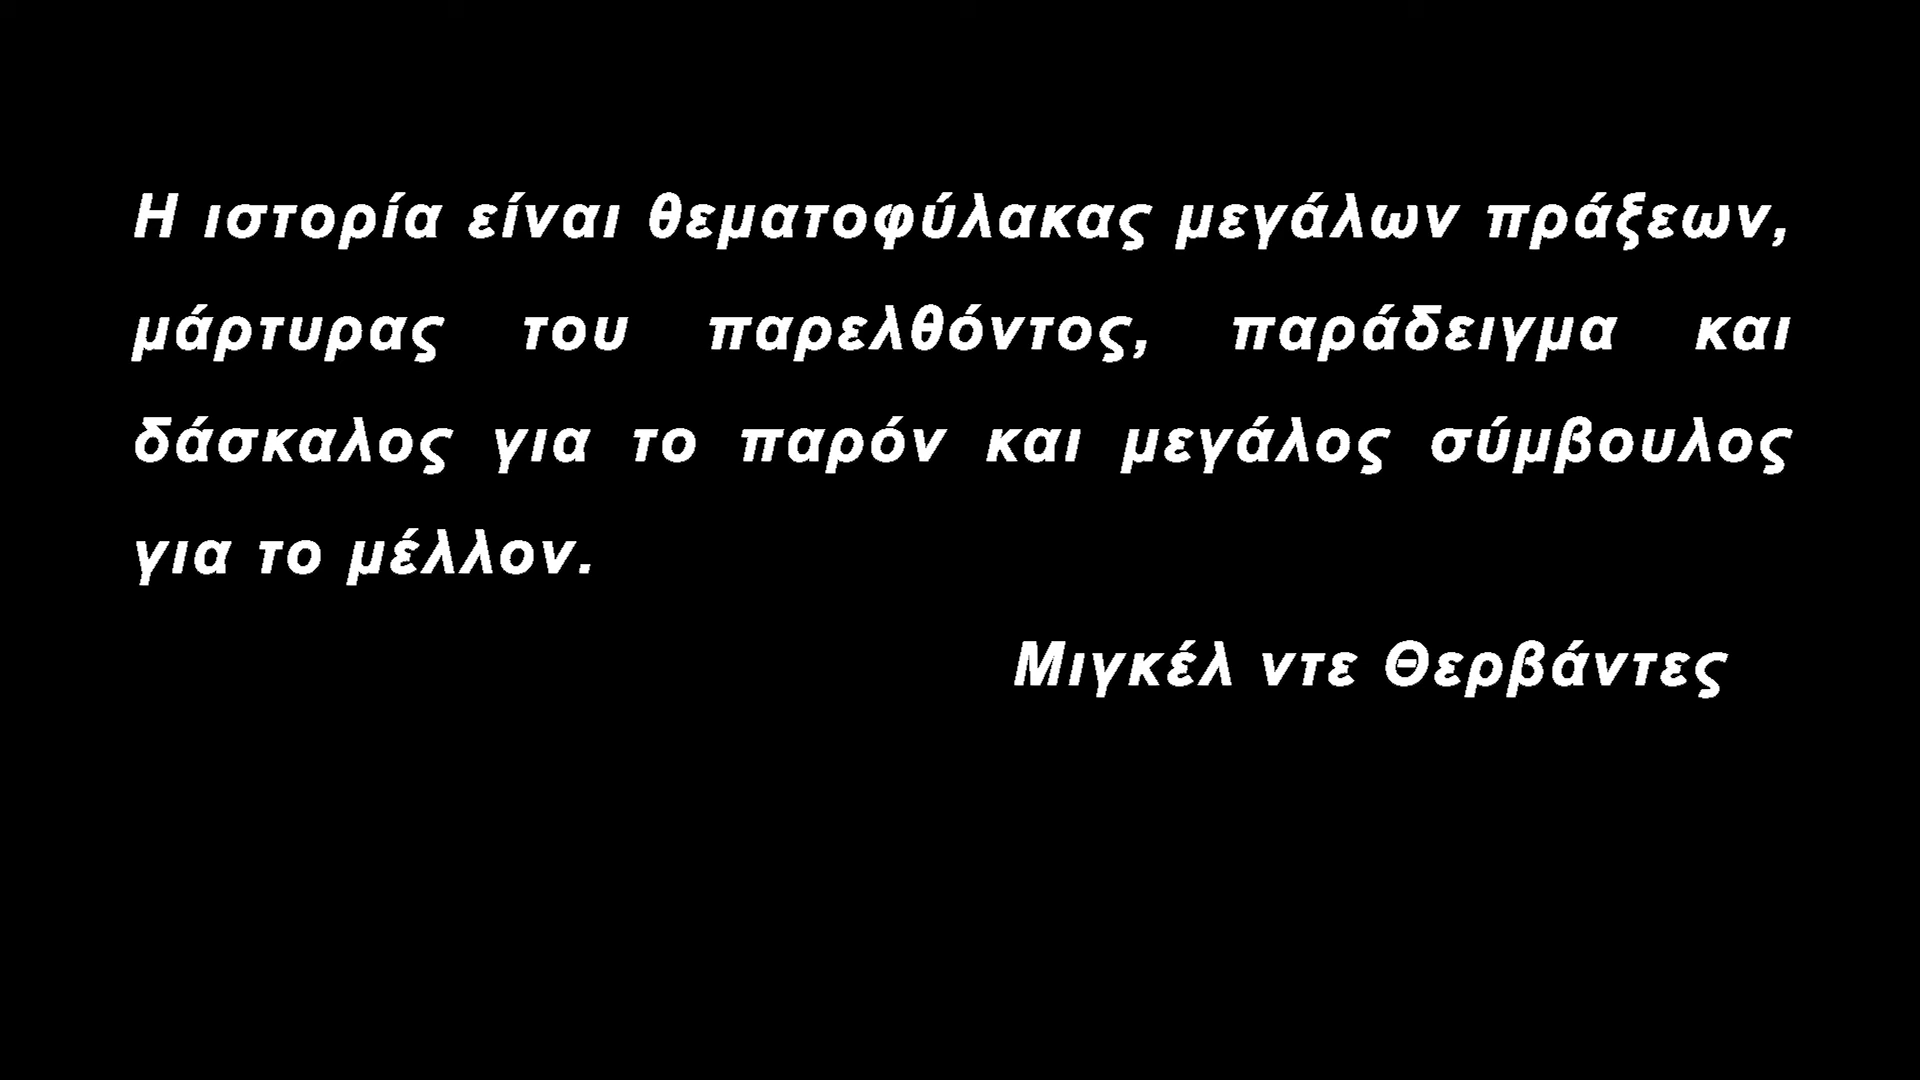 Η ιστορία είναι θεματοφύλακας μεγάλων πράξεων,
μάρτυρας του παρελθόντος, παράδειγμα και
δάσκαλος για το παρόν και μεγάλος σύμβουλος
για το μέλλον.
Μιγκέλ ντε Θερβάντες